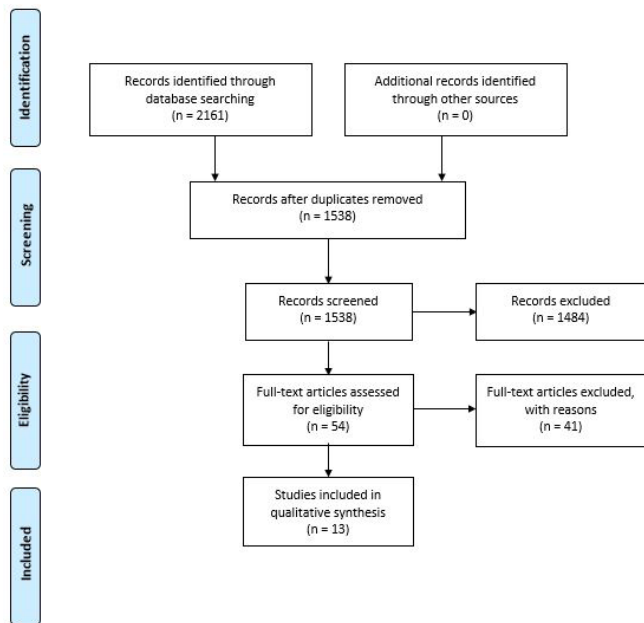 Identification
Records identified through
database searching
(n = 2161)
Additional records identified
through other sources
(n = 0)
Screening
Records after duplicates removed
(n = 1538)
Records screened
(n = 1538)
Records excluded
(n = 1484)
Eligibility
Full-text articles assessed
for eligibility
(n = 54)
Full-text articles excluded,
with reasons
(n = 41)
Included
Studies included in
qualitative synthesis
(n = 13)